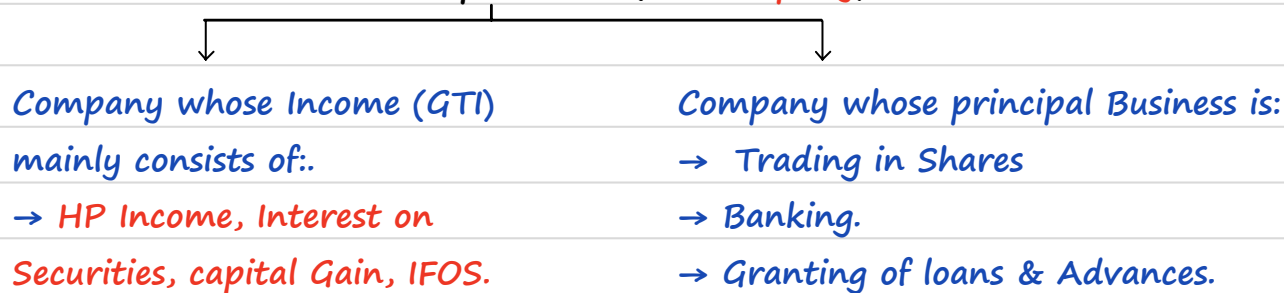 Company whose Income (GTI)
mainly consists of:.
→ HP Income, Interest on
Securities, capital Gain, IFOS.
Company whose principal Business is:
→ Trading in Shares
→ Banking.
→ Granting of loans & Advances.